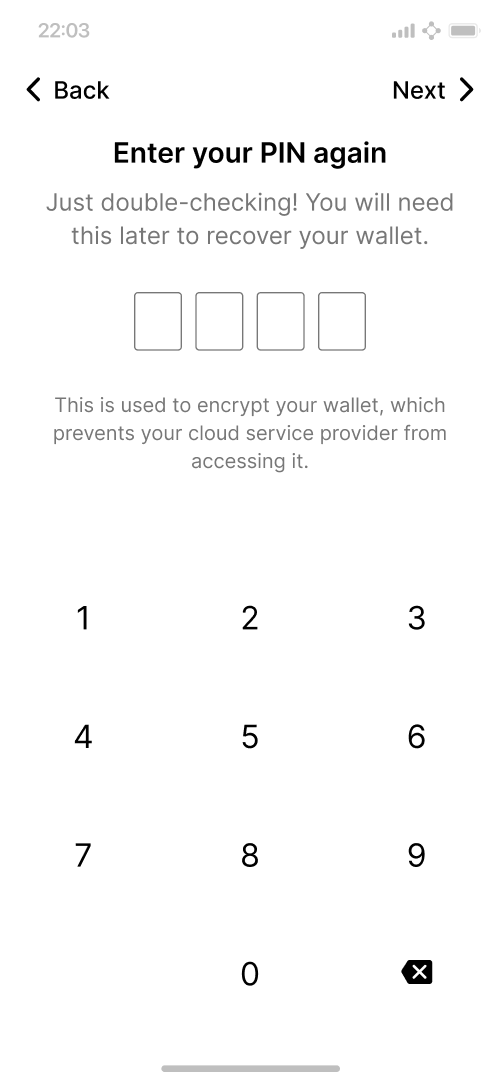 22:03
Back
Next
Enter your PIN again
Just double-checking! You will need
this later to recover your wallet.
This is used to encrypt your wallet, which
prevents your cloud service provider from
accessing it.
1 2 3
4 5 6
7 8 9
0